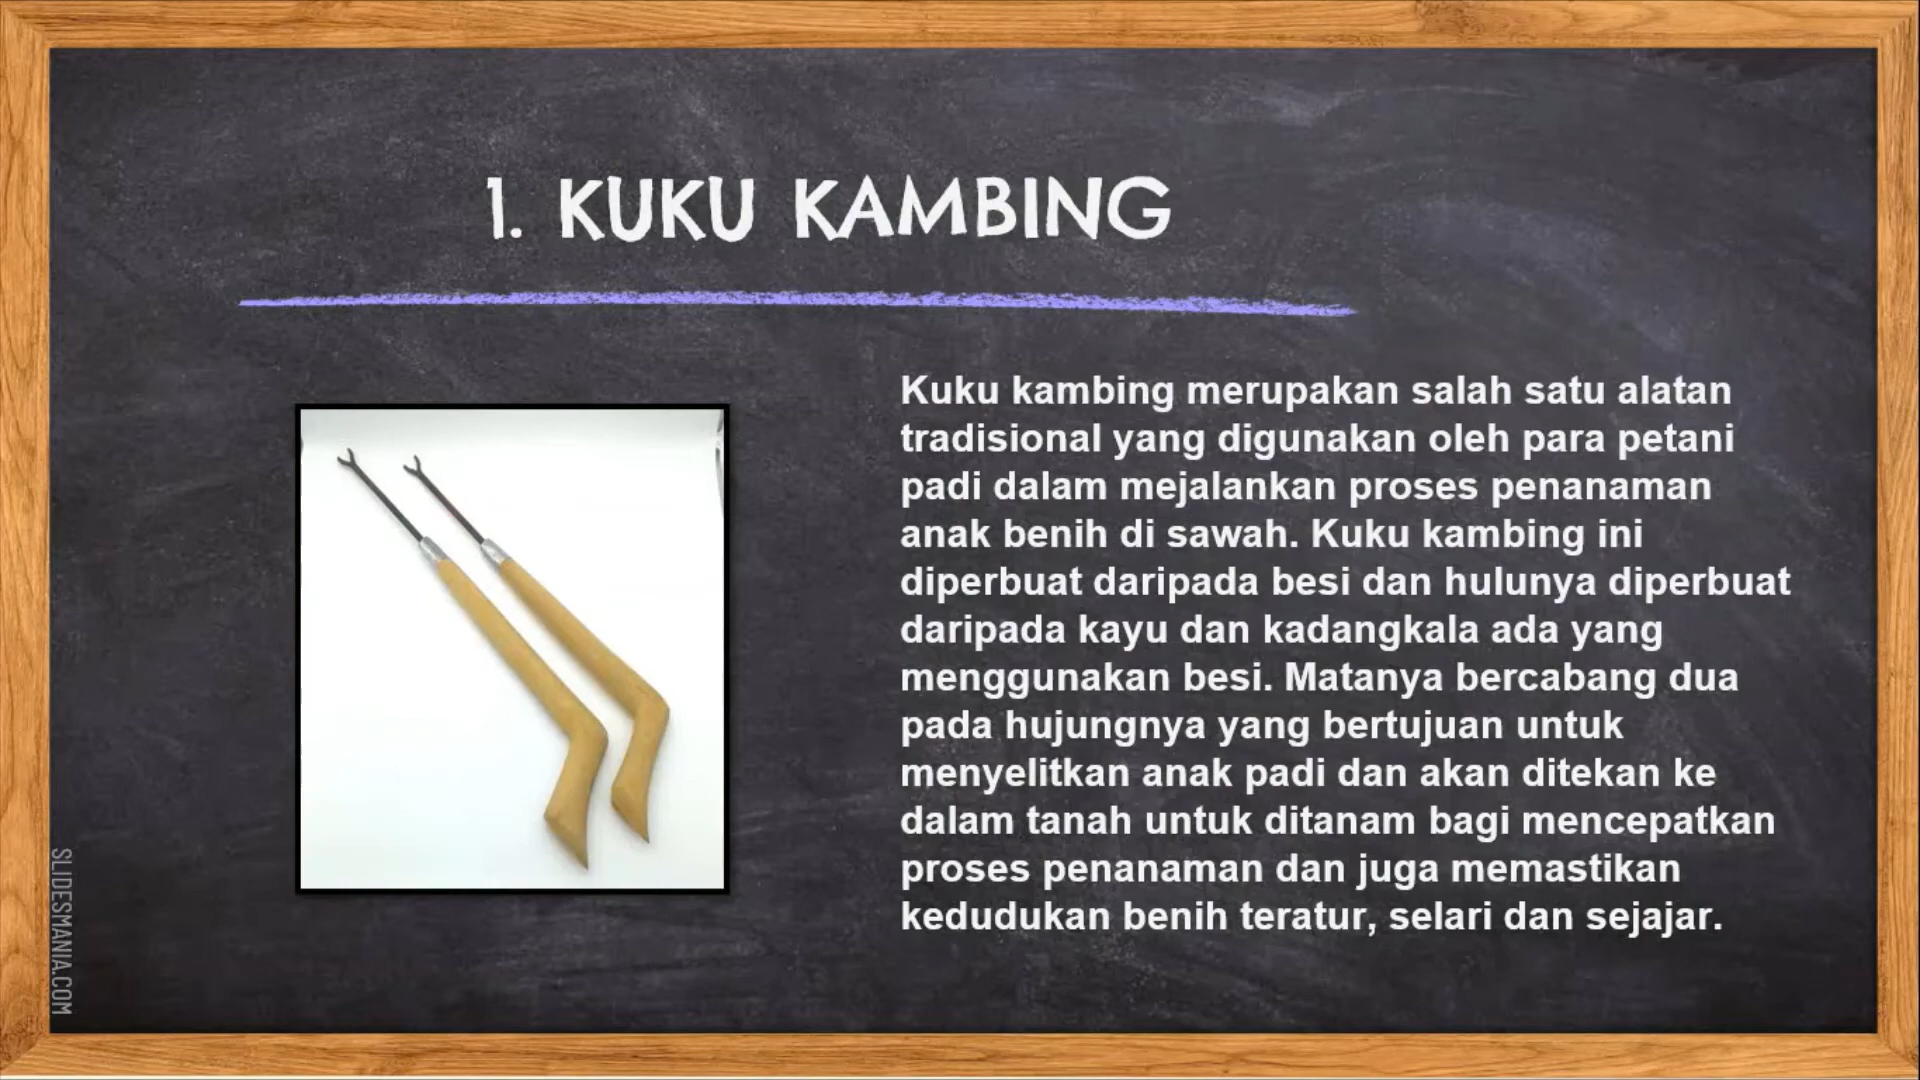 1. KUKU KAMBING
Kuku kambing merupakan salah satu alatan
tradisional yang digunakan oleh para petani
padi dalam mejalankan proses penanaman
anak benih di sawah. Kuku kambing ini
diperbuat daripada besi dan hulunya diperbuat
daripada kayu dan kadangkala ada yang
menggunakan besi. Matanya bercabang dua
pada hujungnya yang bertujuan untuk
menyelitkan anak padi dan akan ditekan ke
dalam tanah untuk ditanam bagi mencepatkan
proses penanaman dan juga memastikan
kedudukan benih teratur, selari dan sejajar.
SLIDESMANIA.COM